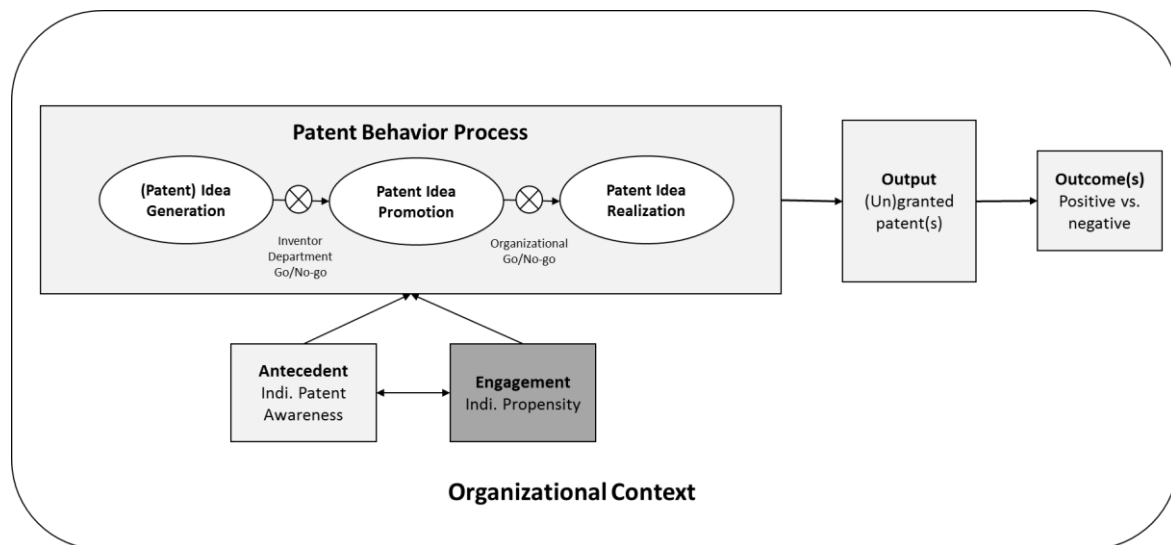 Patent Behavior Process
(Patent) Idea
Generation
Patent Idea
Promotion
Patent Idea
Realization
Inventor
Department
Go/No-go
Organizational
Go/No-go
Output
(Un)granted
patent(s)
Outcome(s)
Positive vs.
negative
Antecedent
Indi. Patent
Awareness
Engagement
Indi. Propensity
Organizational Context